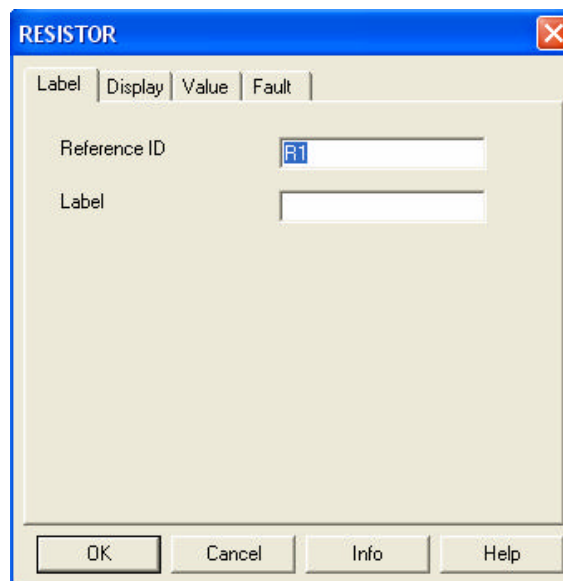 RESISTOR
Label Display Value Fault
Reference ID R1
Label
OK Cancel Info Help